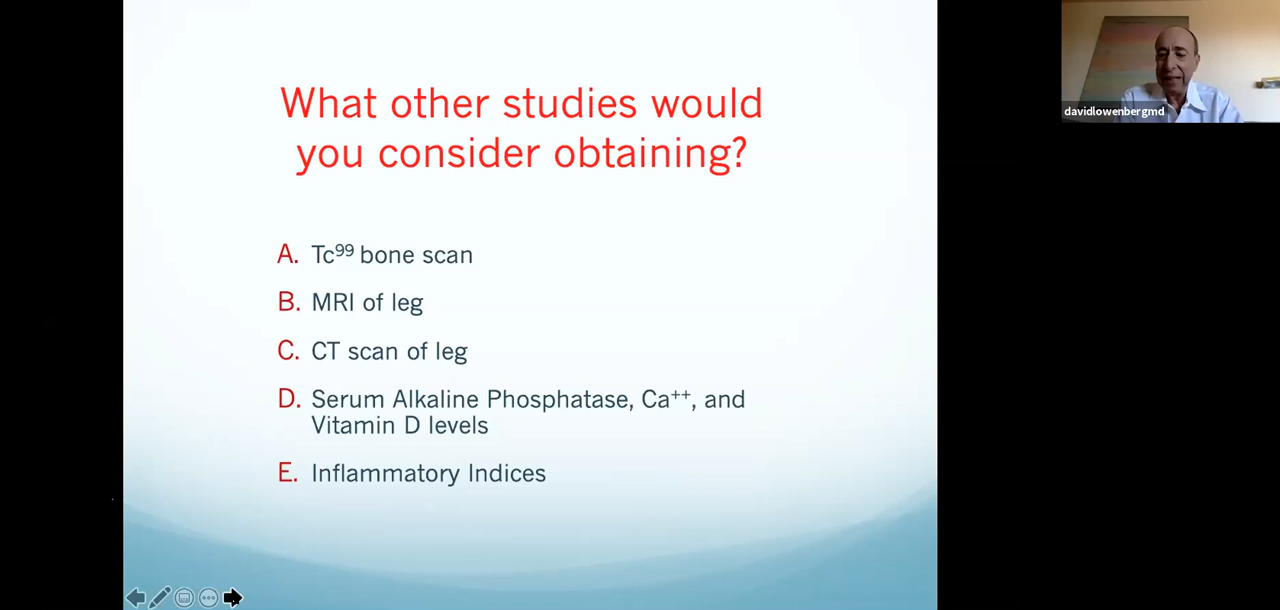 What other studies would
you consider obtaining?
A. Tc⁹⁹ bone scan
B. MRI of leg
C. CT scan of leg
D. Serum Alkaline Phosphatase, Ca⁺⁺, and
Vitamin D levels
E. Inflammatory Indices
davidlowenbergmd